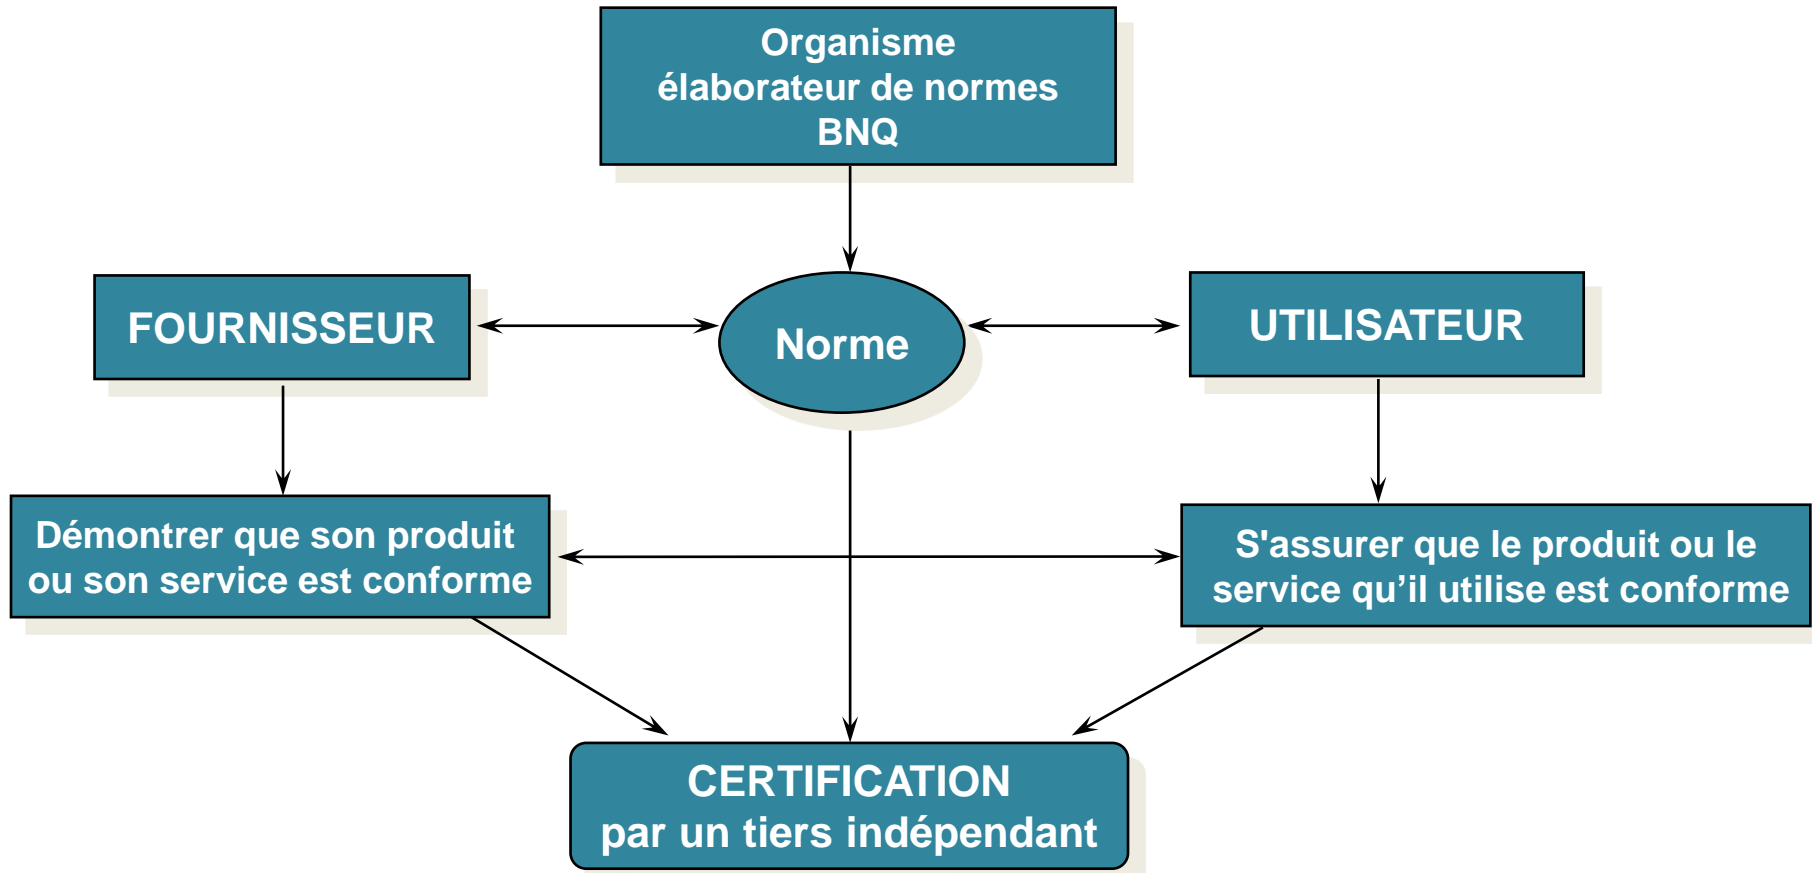 Organisme
élaborateur de normes
BNQ
FOURNISSEUR
Norme
UTILISATEUR
Démontrer que son produit
ou son service est conforme
S'assurer que le produit ou le
service qu’il utilise est conforme
CERTIFICATION
par un tiers indépendant